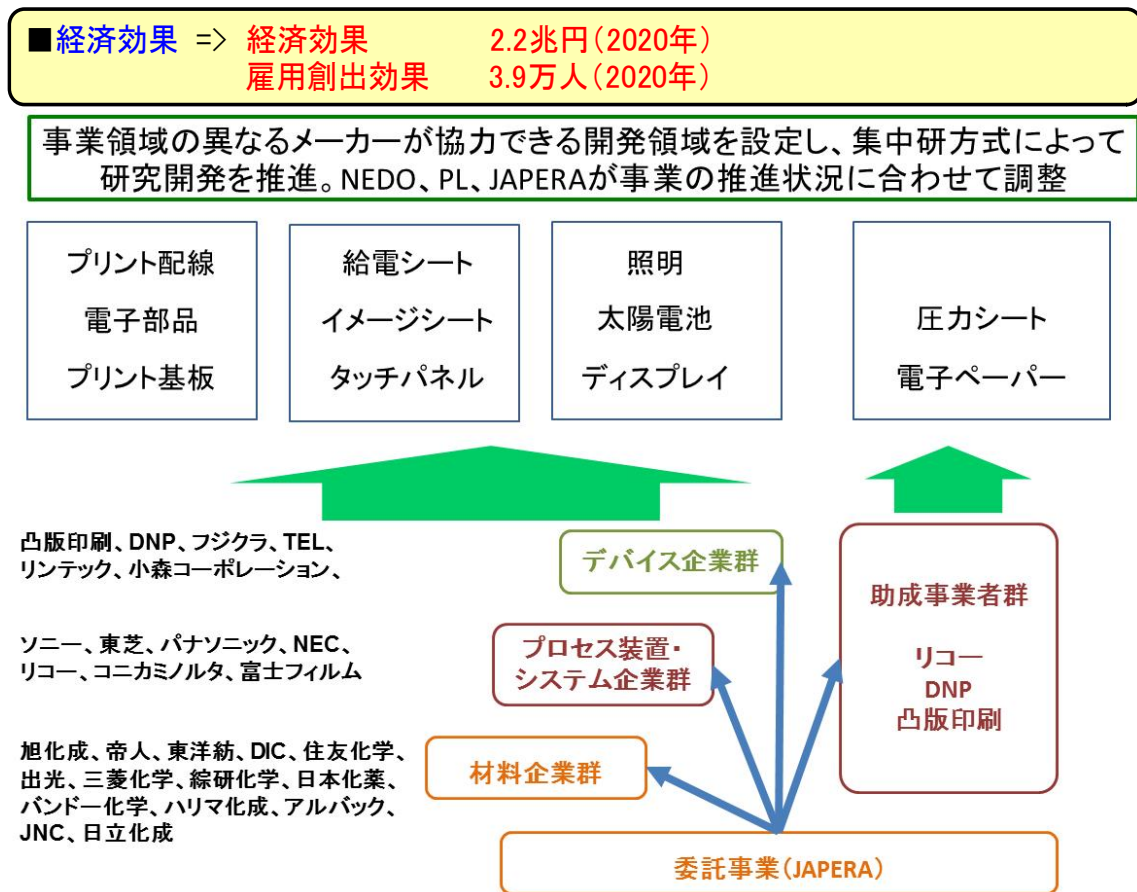 ■経済効果 => 経済効果 2.2兆円(2020年)
雇用創出効果 3.9万人(2020年)
事業領域の異なるメーカーが協力できる開発領域を設定し、集中研方式によって
研究開発を推進。NEDO、PL、JAPERAが事業の推進状況に合わせて調整
プリント配線
電子部品
プリント基板
給電シート
イメージシート
タッチパネル
照明
太陽電池
ディスプレイ
圧力シート
電子ペーパー
凸版印刷、DNP、フジクラ、TEL、
リンテック、小森コーポレーション、
デバイス企業群
ソニー、東芝、パナソニック、NEC、
リコー、コニカミノルタ、富士フィルム
プロセス装置・
システム企業群
旭化成、帝人、東洋紡、DIC、住友化学、
出光、三菱化学、綜研化学、日本化薬、
バンドー化学、ハリマ化成、アルバック、
JNC、日立化成
材料企業群
助成事業者群
リコー
DNP
凸版印刷
委託事業(JAPERA)